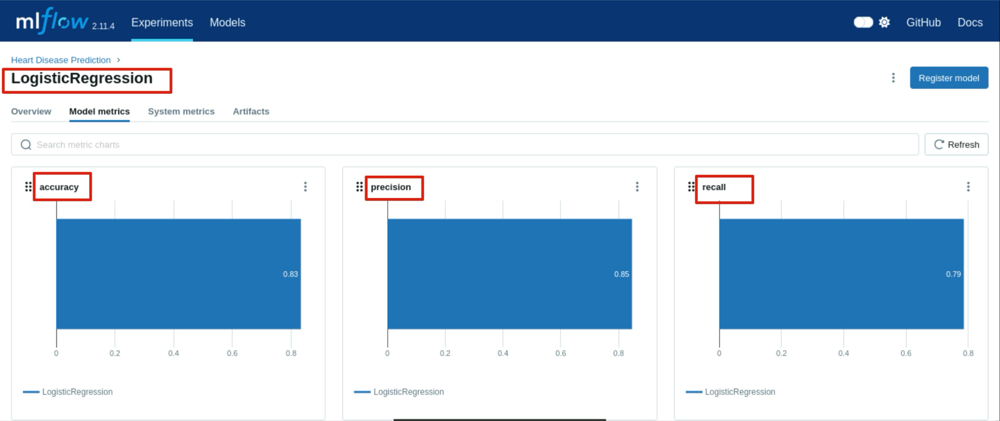 mlflow 2.11.4 Experiments Models GitHub Docs
Heart Disease Prediction
LogisticRegression
Register model
Overview Model metrics System metrics Artifacts
Search metric charts Refresh
accuracy
0.83
0 0.2 0.4 0.6 0.8
LogisticRegression
precision
0.85
0 0.2 0.4 0.6 0.8
LogisticRegression
recall
0.79
0 0.2 0.4 0.6 0.8
LogisticRegression